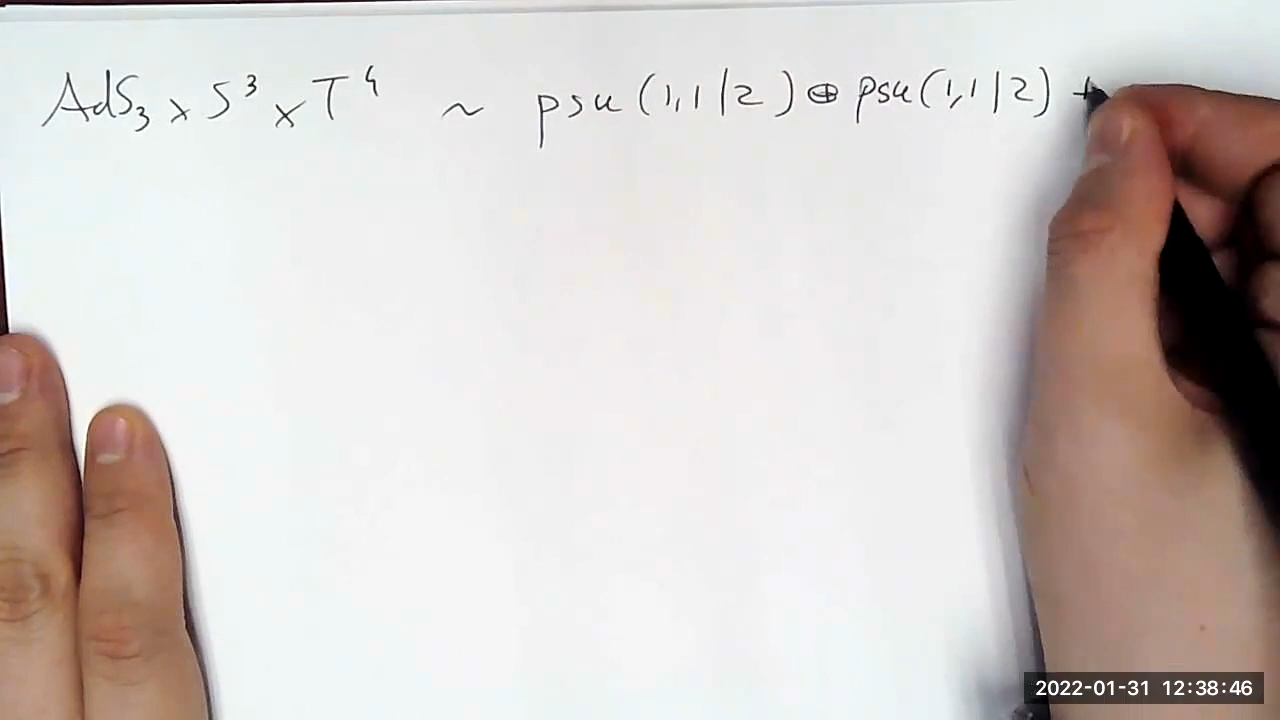 AdS₃ × S³ × T⁴ ~ psu(1,1|2) ⊕ psu(1,1|2) +
2022-01-31 12:38:46